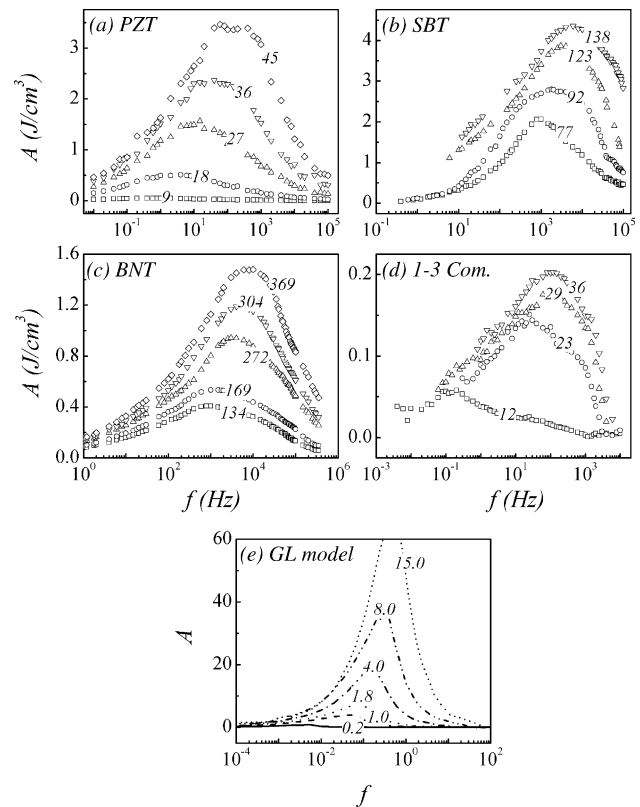 (a) PZT
A (J/cm³)
3
2
1
0
45
36
27
18
9
10⁻¹ 10¹ 10³ 10⁵
(b) SBT
4
3
2
1
0
138
123
92
77
10⁻¹ 10¹ 10³ 10⁵
(c) BNT
A (J/cm³)
1.6
1.2
0.8
0.4
0.0
369
304
272
169
134
10⁰ 10² 10⁴ 10⁶
f (Hz)
(d) 1-3 Com.
0.2
0.1
0.0
36
29
23
12
10⁻³ 10⁻¹ 10¹ 10³
f (Hz)
(e) GL model
A
60
40
20
0
15.0
8.0
4.0
1.8
1.0
0.2
10⁻⁴ 10⁻² 10⁰ 10²
f